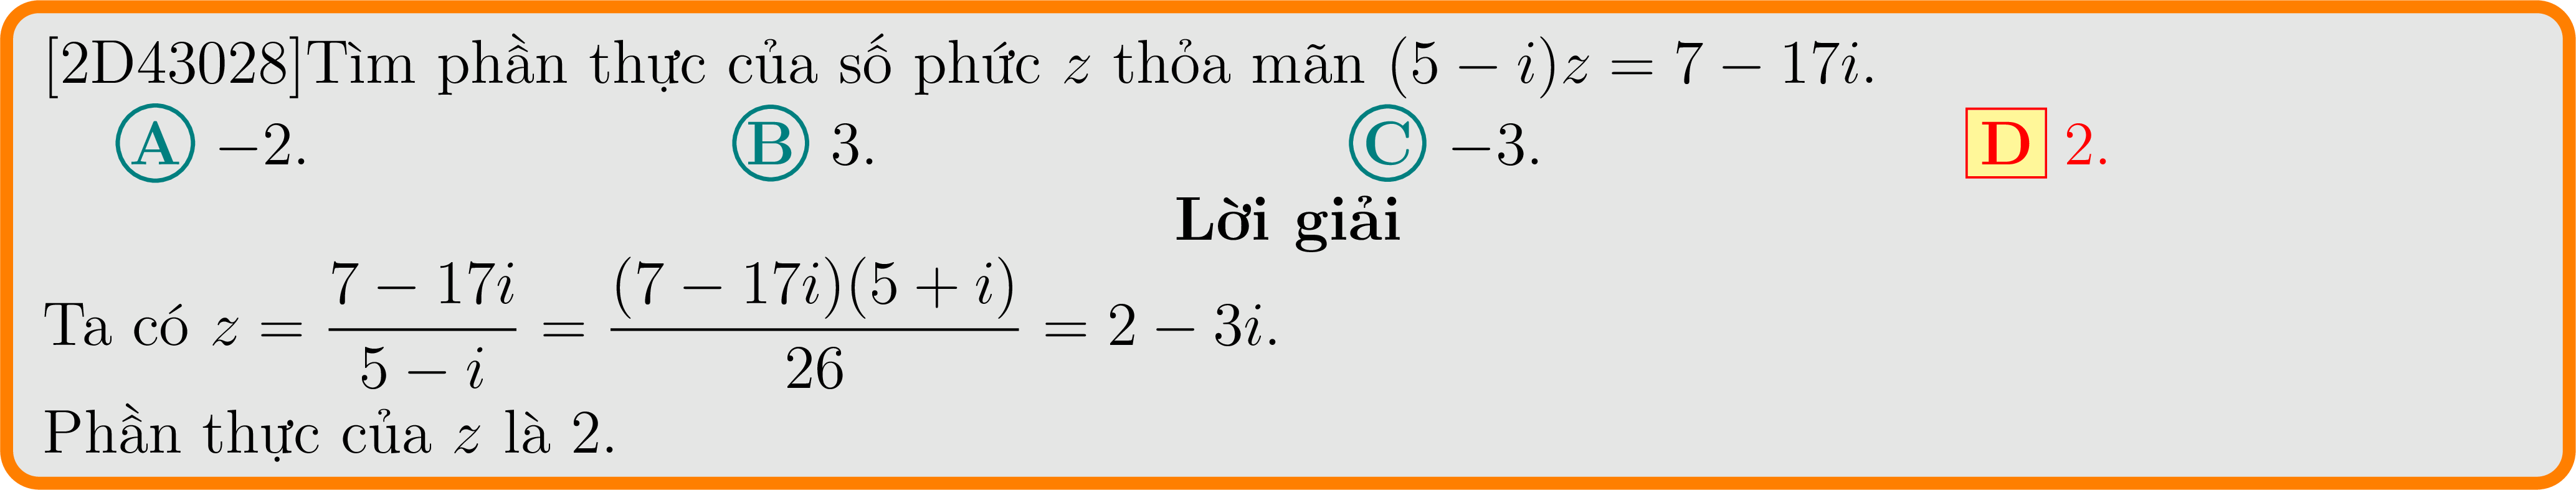 [2D43028]Tìm phần thực của số phức z thỏa mãn (5 − i)z = 7 − 17i.
A −2. B 3. C −3. D 2.
Lời giải
Ta có z = \frac{7 − 17i}{5 − i} = \frac{(7 − 17i)(5 + i)}{26} = 2 − 3i.
Phần thực của z là 2.